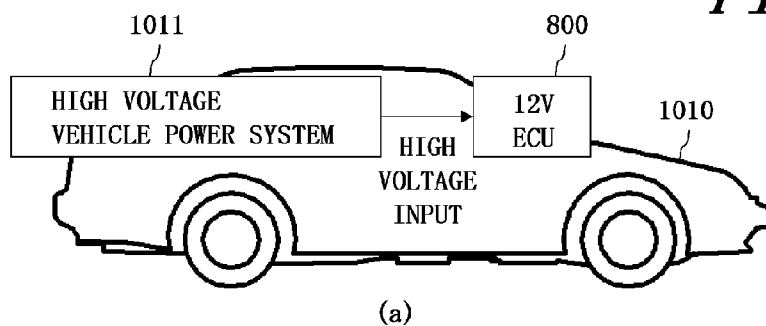 1011
800
HIGH VOLTAGE
VEHICLE POWER SYSTEM
12V
ECU
1010
HIGH
VOLTAGE
INPUT
(a)